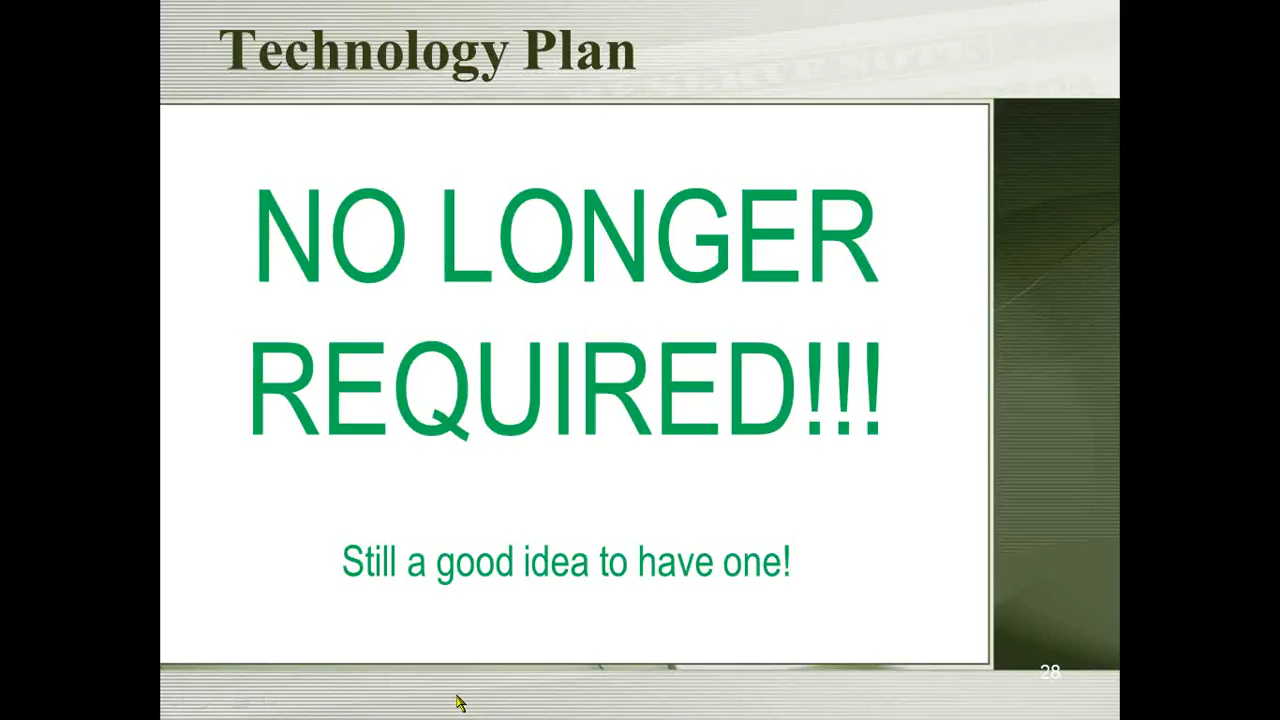 Technology Plan
NO LONGER
REQUIRED!!!
Still a good idea to have one!
28